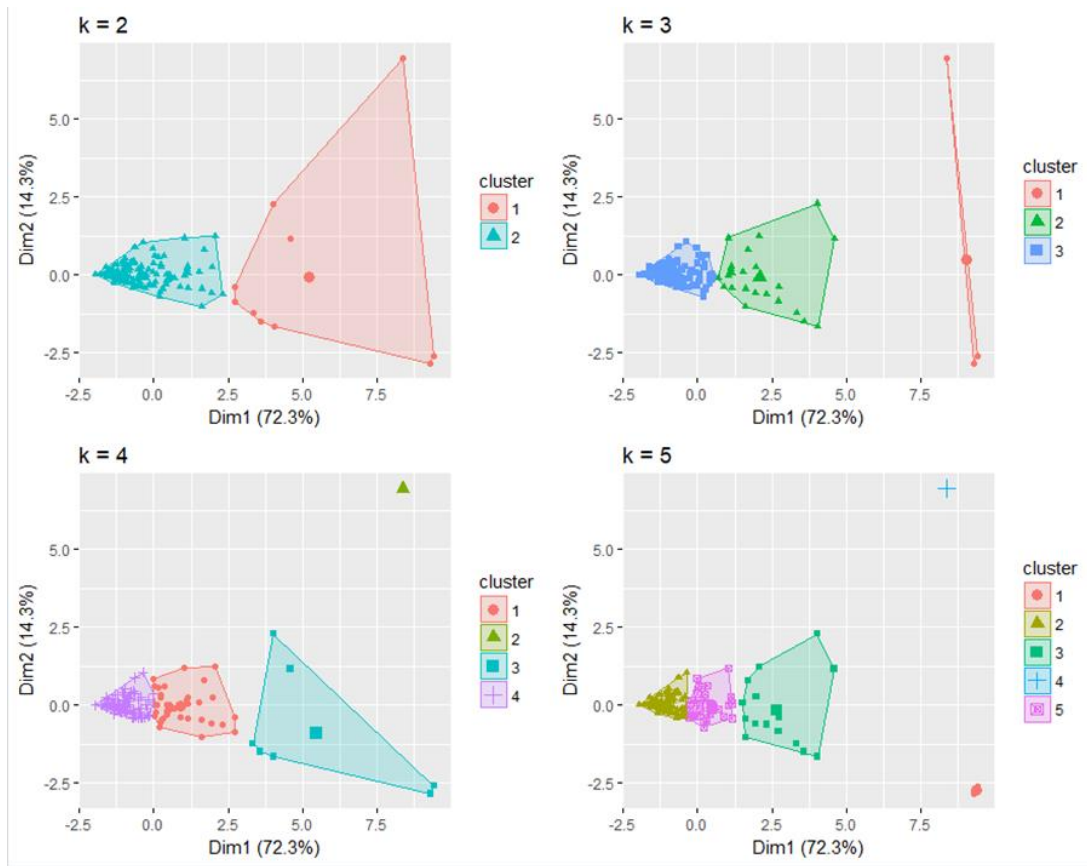 k = 2
5.0
2.5
0.0
-2.5
Dim2 (14.3%)
-2.5 0.0 2.5 5.0 7.5
Dim1 (72.3%)
cluster
1
2
k = 3
5.0
2.5
0.0
-2.5
Dim2 (14.3%)
-2.5 0.0 2.5 5.0 7.5
Dim1 (72.3%)
cluster
1
2
3
k = 4
5.0
2.5
0.0
-2.5
Dim2 (14.3%)
-2.5 0.0 2.5 5.0 7.5
Dim1 (72.3%)
cluster
1
2
3
4
k = 5
5.0
2.5
0.0
-2.5
Dim2 (14.3%)
-2.5 0.0 2.5 5.0 7.5
Dim1 (72.3%)
cluster
1
2
3
4
5